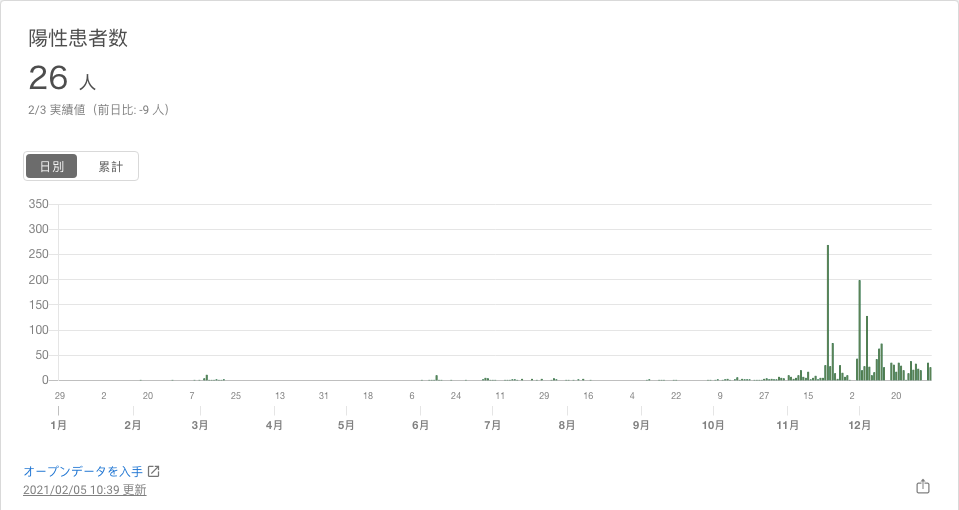 陽性患者数
26 人
2/3 実績値（前日比: -9 人）
日別 累計
350
300
250
200
150
100
50
0
29 2 20 7 25 13 31 18 6 24 11 29 16 4 22 9 27 15 2 20
1月 2月 3月 4月 5月 6月 7月 8月 9月 10月 11月 12月
オープンデータを入手
2021/02/05 10:39 更新